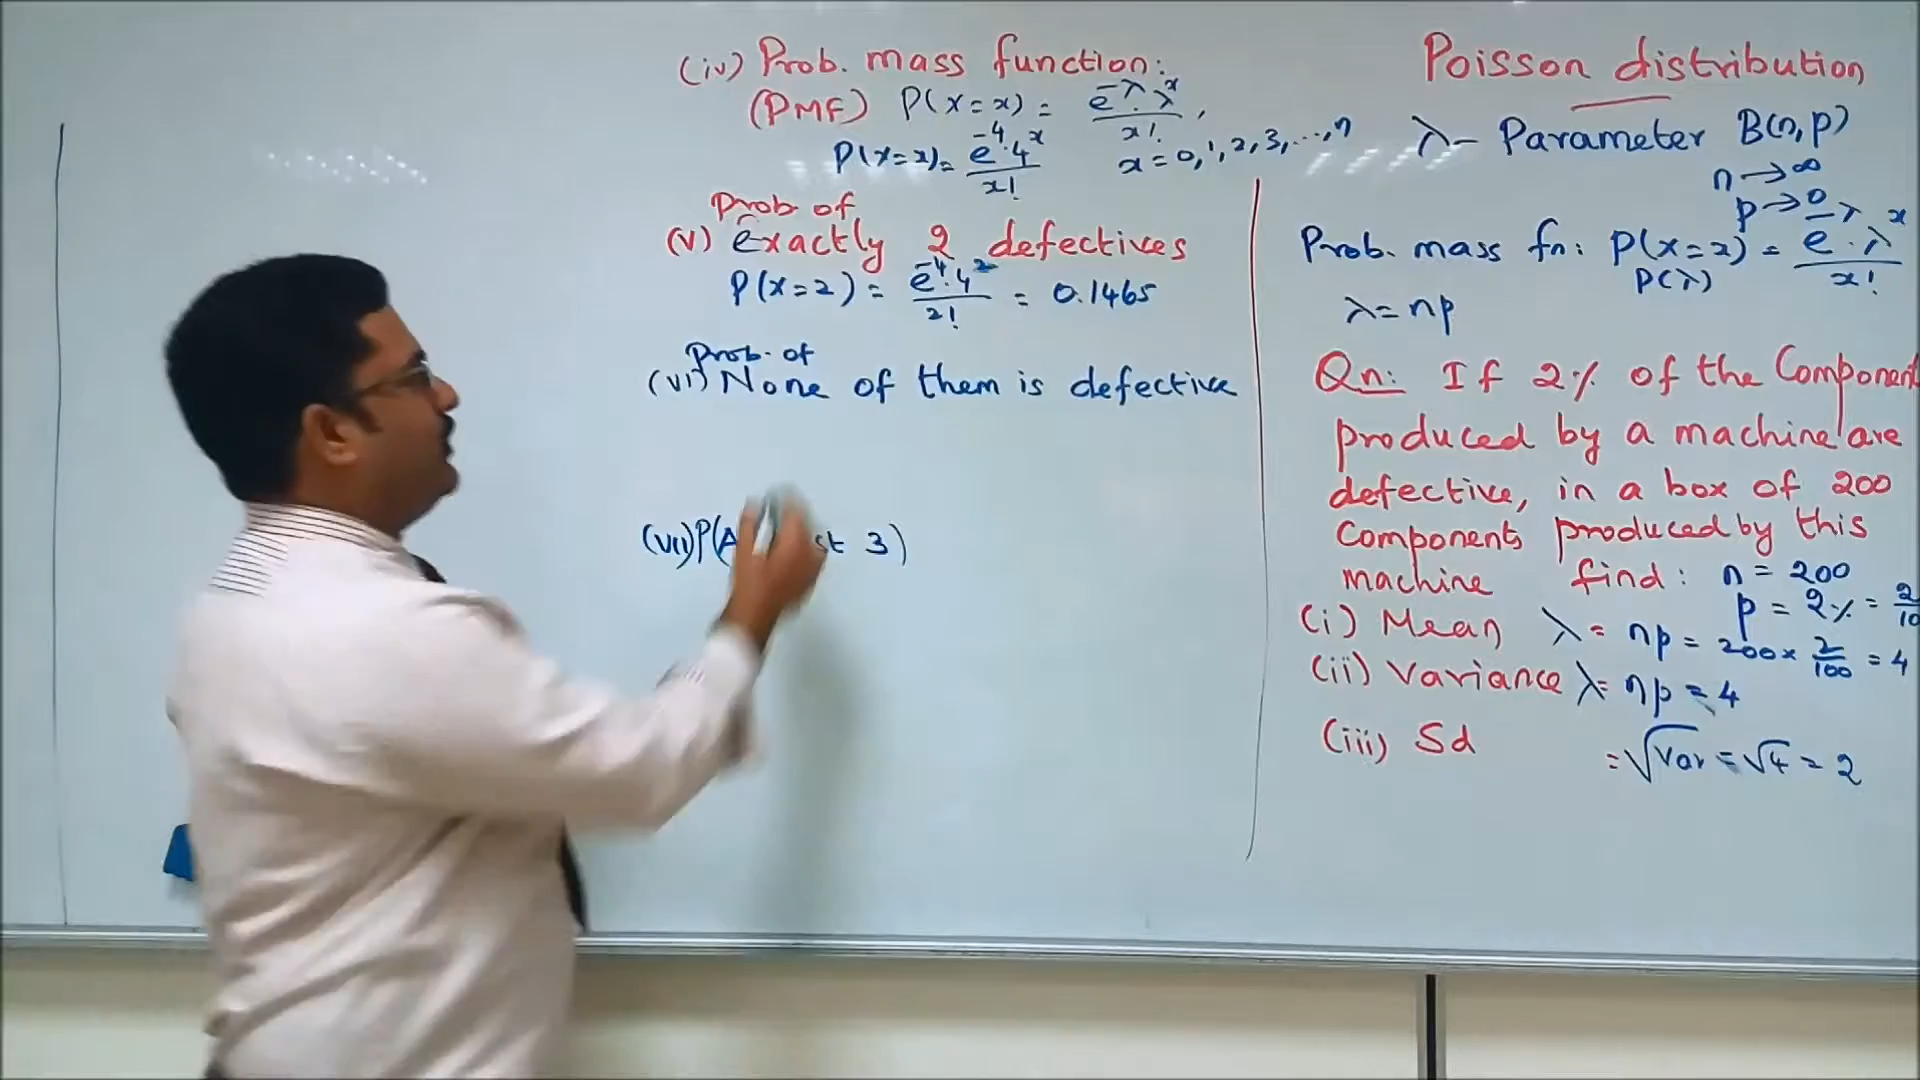 Poisson distribution
λ- Parameter B(n,p)
n → ∞
p → 0
Prob. mass fn: P(X=x) = e^-λ.λ^x / x!
P(λ)
λ = np
Qn: If 2% of the Component
produced by a machine are
defective, in a box of 200
Components produced by this
machine find: n = 200
p = 2% = 2/10
(i) Mean λ = np = 200 x 2/100 = 4
(ii) Variance λ = np = 4
(iii) Sd = √Var = √4 = 2
(iv) Prob. mass function:
(PMF) P(X=x) = e^-λ.λ^x / x!,
P(X=x) = e^-4.4^x / x! x = 0,1,2,3,...,n
Prob of
(v) exactly 2 defectives
P(X=2) = e^-4.4^2 / 2! = 0.1465
Prob. of
(vi) None of them is defective
(vii) P( 3)